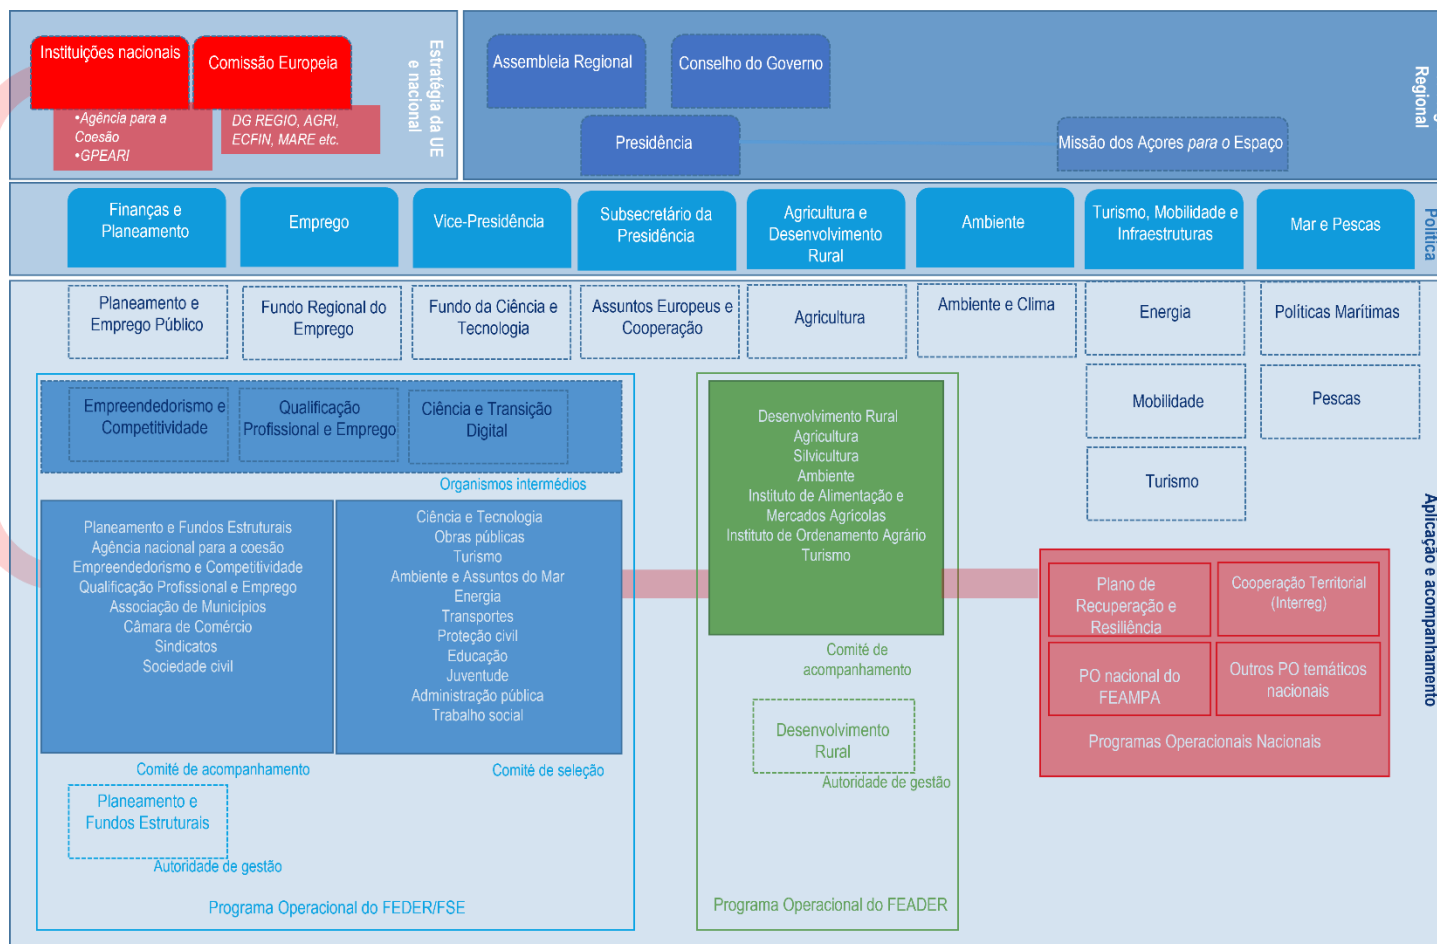 Instituições nacionais
Comissão Europeia
•Agência para a
Coesão
•GPEARI
DG REGIO, AGRI,
ECFIN, MARE etc.
Estratégia da UE
e nacional
Assembleia Regional
Conselho do Governo
Presidência
Missão dos Açores para o Espaço
Regional
Finanças e
Planeamento
Emprego
Vice-Presidência
Subsecretário da
Presidência
Agricultura e
Desenvolvimento
Rural
Ambiente
Turismo, Mobilidade e
Infraestruturas
Mar e Pescas
Política
Planeamento e
Emprego Público
Fundo Regional do
Emprego
Fundo da Ciência e
Tecnologia
Assuntos Europeus e
Cooperação
Agricultura
Ambiente e Clima
Energia
Políticas Marítimas
Mobilidade
Pescas
Turismo
Empreendedorismo e
Competitividade
Qualificação
Profissional e Emprego
Ciência e Transição
Digital
Organismos intermédios
Planeamento e Fundos Estruturais
Agência nacional para a coesão
Empreendedorismo e Competitividade
Qualificação Profissional e Emprego
Associação de Municípios
Câmara de Comércio
Sindicatos
Sociedade civil
Comité de acompanhamento
Ciência e Tecnologia
Obras públicas
Turismo
Ambiente e Assuntos do Mar
Energia
Transportes
Proteção civil
Educação
Juventude
Administração pública
Trabalho social
Comité de seleção
Planeamento e
Fundos Estruturais
Autoridade de gestão
Programa Operacional do FEDER/FSE
Desenvolvimento Rural
Agricultura
Silvicultura
Ambiente
Instituto de Alimentação e
Mercados Agrícolas
Instituto de Ordenamento Agrário
Turismo
Comité de
acompanhamento
Desenvolvimento
Rural
Autoridade de gestão
Programa Operacional do FEADER
Plano de
Recuperação e
Resiliência
Cooperação Territorial
(Interreg)
PO nacional do
FEAMPA
Outros PO temáticos
nacionais
Programas Operacionais Nacionais
Aplicação e acompanhamento